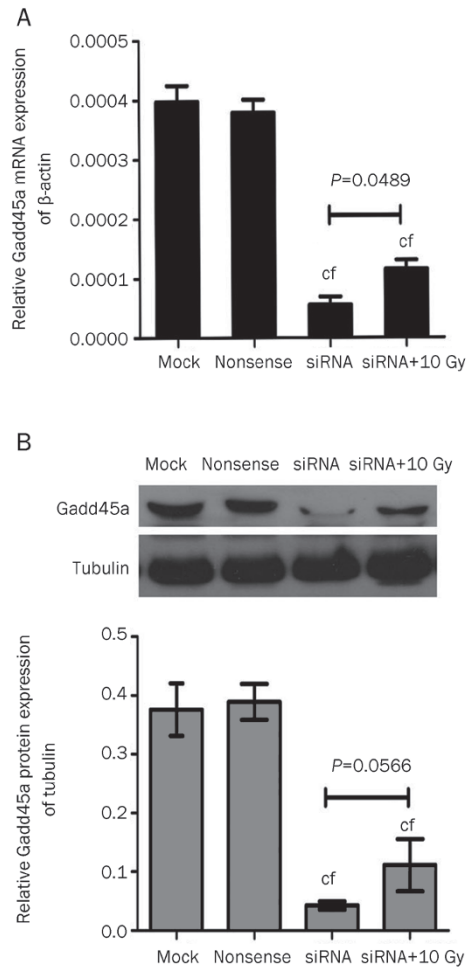 A
Relative Gadd45a mRNA expression
of β-actin
0.0005
0.0004
0.0003
0.0002
0.0001
0.0000
P=0.0489
cf
cf
Mock Nonsense siRNA siRNA+10 Gy
B
Mock Nonsense siRNA siRNA+10 Gy
Gadd45a
Tubulin
Relative Gadd45a protein expression
of tubulin
0.5
0.4
0.3
0.2
0.1
0.0
P=0.0566
cf
cf
Mock Nonsense siRNA siRNA+10 Gy